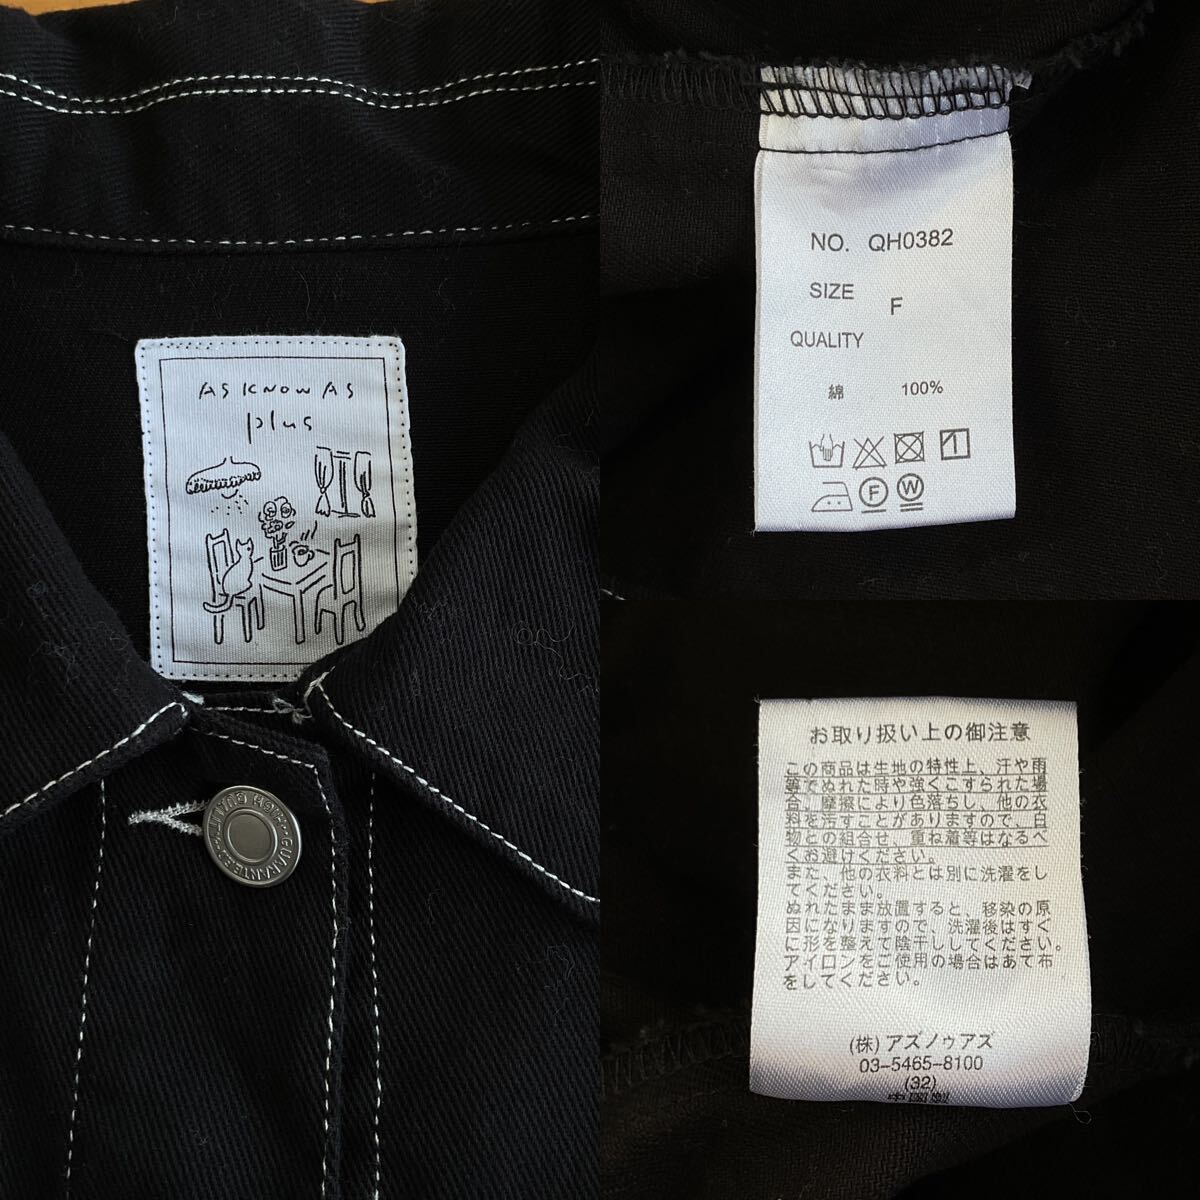 AS KNOW AS
plus
HIGH QUALITY
GUARANTEE
NO. QH0382
SIZE F
QUALITY
綿 100%
1
F W
お取り扱い上の御注意
この商品は生地の特性上、汗や雨
等でぬれた時や強くこすられた場
合、摩擦により色落ちし、他の衣
料を汚すことがありますので、白
物との組合せ、重ね着等はなるべ
くお避けください。
また、他の衣料とは別に洗濯をし
てください。
ぬれたまま放置すると、移染の原
因になりますので、洗濯後はすぐ
に形を整えて陰干ししてください。
アイロンをご使用の場合はあて布
をしてください。
(株)アズノゥアズ
03-5465-8100
(32)
中国製